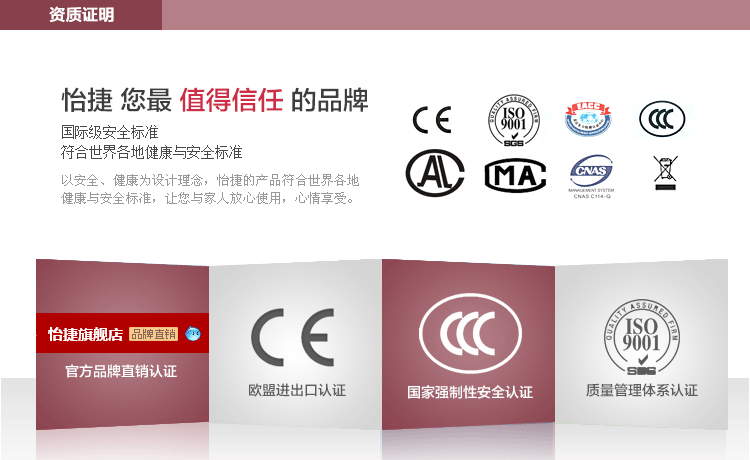 资质证明
怡捷 您最 值得信任 的品牌
国际级安全标准
符合世界各地健康与安全标准
以安全、健康为设计理念，怡捷的产品符合世界各地
健康与安全标准，让您与家人放心使用，心情享受。
CE
QUALITY ASSURED FIRM
ISO
9001
SGS
EACC
CCC
AL
MA
CNAS
MANAGEMENT SYSTEM
CNAS C114-Q
怡捷旗舰店 品牌直销
官方品牌直销认证
CE
欧盟进出口认证
CCC
国家强制性安全认证
QUALITY ASSURED FIRM
ISO
9001
SGS
质量管理体系认证